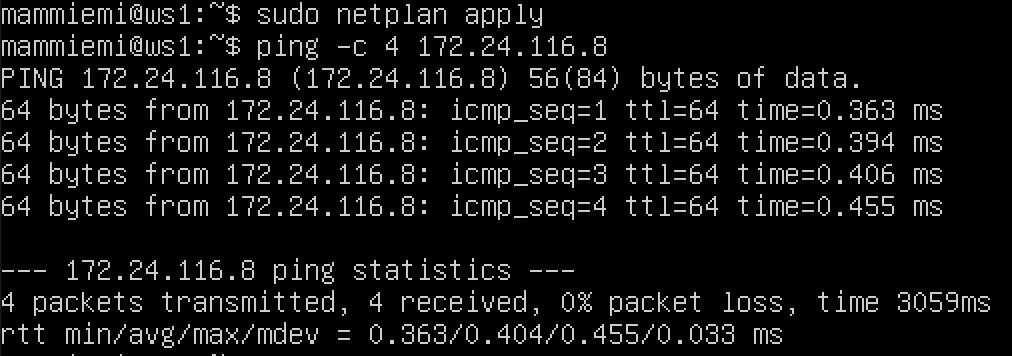 mammiemi@ws1:~$ sudo netplan apply
mammiemi@ws1:~$ ping -c 4 172.24.116.8
PING 172.24.116.8 (172.24.116.8) 56(84) bytes of data.
64 bytes from 172.24.116.8: icmp_seq=1 ttl=64 time=0.363 ms
64 bytes from 172.24.116.8: icmp_seq=2 ttl=64 time=0.394 ms
64 bytes from 172.24.116.8: icmp_seq=3 ttl=64 time=0.406 ms
64 bytes from 172.24.116.8: icmp_seq=4 ttl=64 time=0.455 ms
--- 172.24.116.8 ping statistics ---
4 packets transmitted, 4 received, 0% packet loss, time 3059ms
rtt min/avg/max/mdev = 0.363/0.404/0.455/0.033 ms